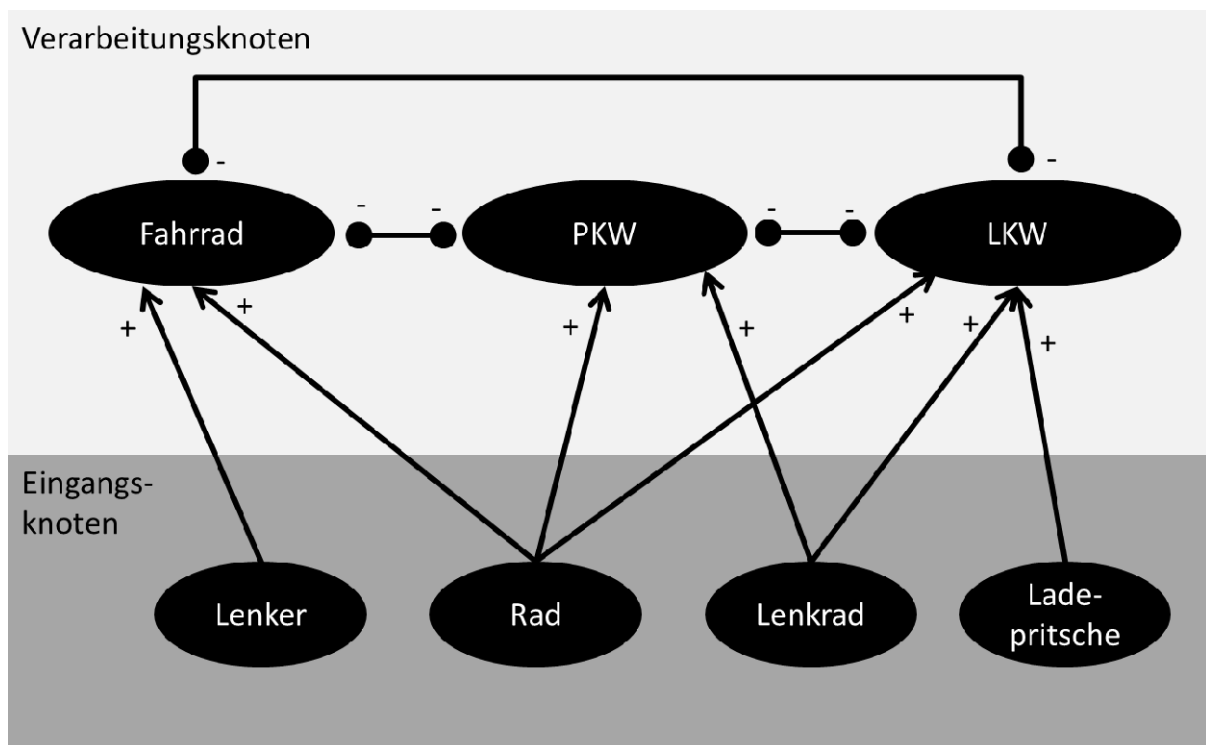 Verarbeitungsknoten
-
-
-
-
-
-
Fahrrad
PKW
LKW
+
+
+
+
+
+
+
Eingangs-
knoten
Lenker
Rad
Lenkrad
Lade-
pritsche